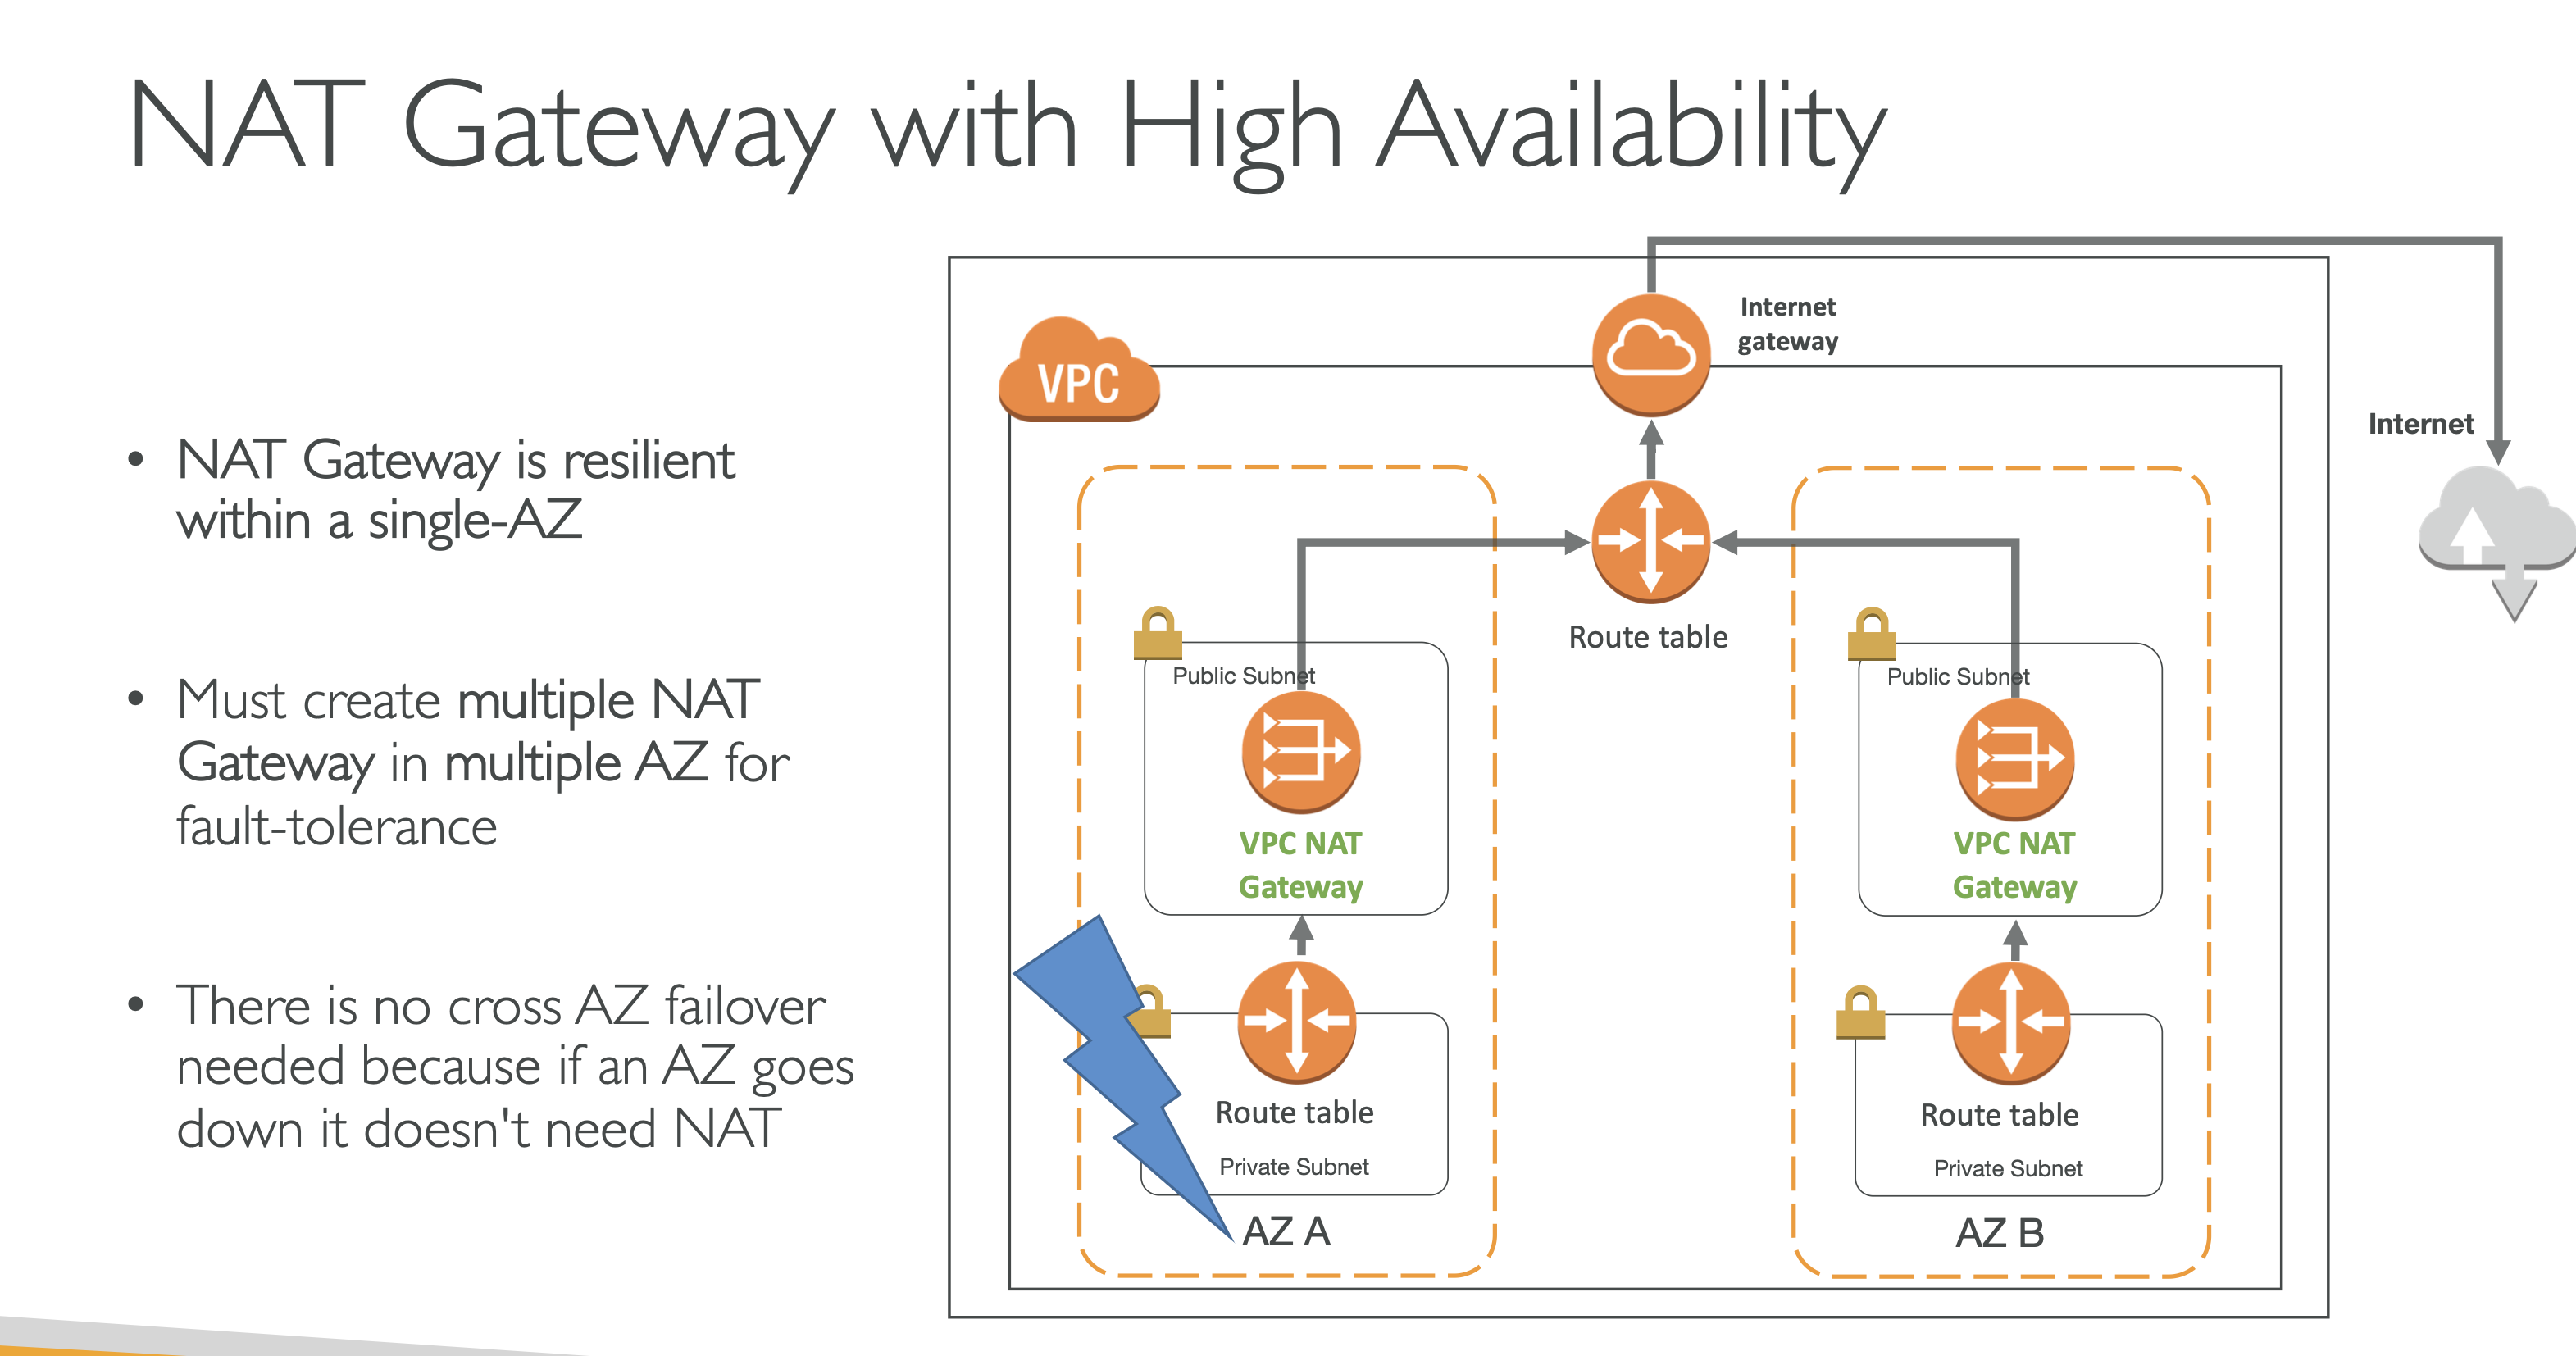 NAT Gateway with High Availability
• NAT Gateway is resilient
within a single-AZ
• Must create multiple NAT
Gateway in multiple AZ for
fault-tolerance
• There is no cross AZ failover
needed because if an AZ goes
down it doesn't need NAT
VPC
Internet
gateway
Internet
Route table
Public Subnet
VPC NAT
Gateway
Route table
Private Subnet
AZ A
Public Subnet
VPC NAT
Gateway
Route table
Private Subnet
AZ B